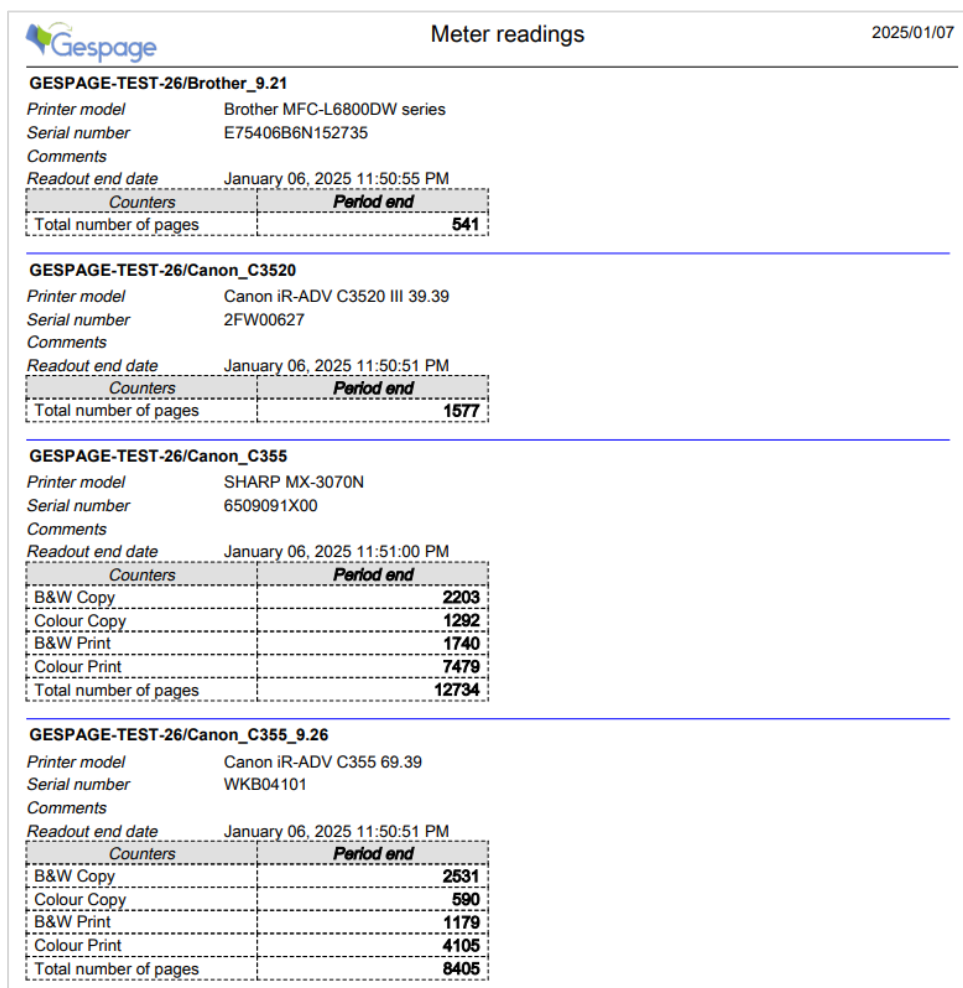 Gespage
Meter readings
2025/01/07
GESPAGE-TEST-26/Brother_9.21
Printer model Brother MFC-L6800DW series
Serial number E75406B6N152735
Comments
Readout end date January 06, 2025 11:50:55 PM
Counters Period end
Total number of pages 541
GESPAGE-TEST-26/Canon_C3520
Printer model Canon iR-ADV C3520 III 39.39
Serial number 2FW00627
Comments
Readout end date January 06, 2025 11:50:51 PM
Counters Period end
Total number of pages 1577
GESPAGE-TEST-26/Canon_C355
Printer model SHARP MX-3070N
Serial number 6509091X00
Comments
Readout end date January 06, 2025 11:51:00 PM
Counters Period end
B&W Copy 2203
Colour Copy 1292
B&W Print 1740
Colour Print 7479
Total number of pages 12734
GESPAGE-TEST-26/Canon_C355_9.26
Printer model Canon iR-ADV C355 69.39
Serial number WKB04101
Comments
Readout end date January 06, 2025 11:50:51 PM
Counters Period end
B&W Copy 2531
Colour Copy 590
B&W Print 1179
Colour Print 4105
Total number of pages 8405